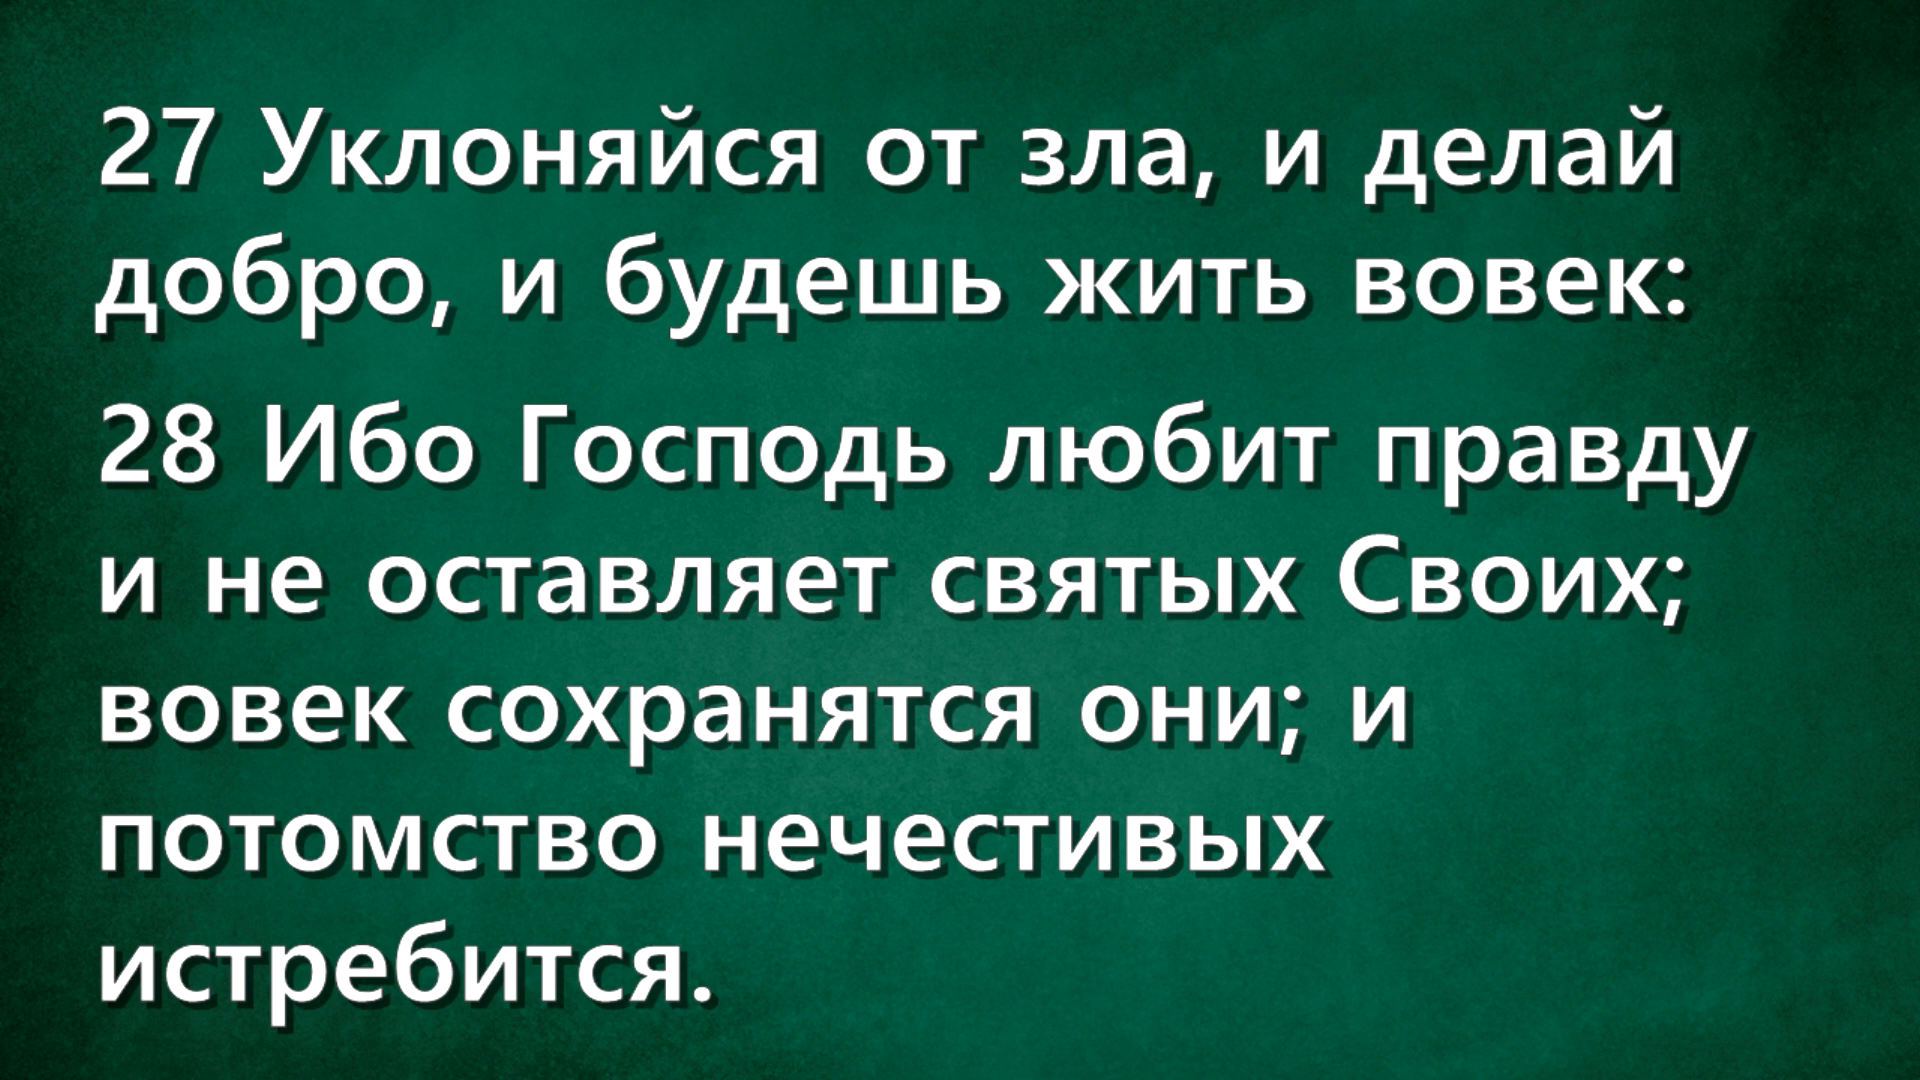 27 Уклоняйся от зла, и делай
добро, и будешь жить вовек:
28 Ибо Господь любит правду
и не оставляет святых Своих;
вовек сохранятся они; и
потомство нечестивых
истребится.